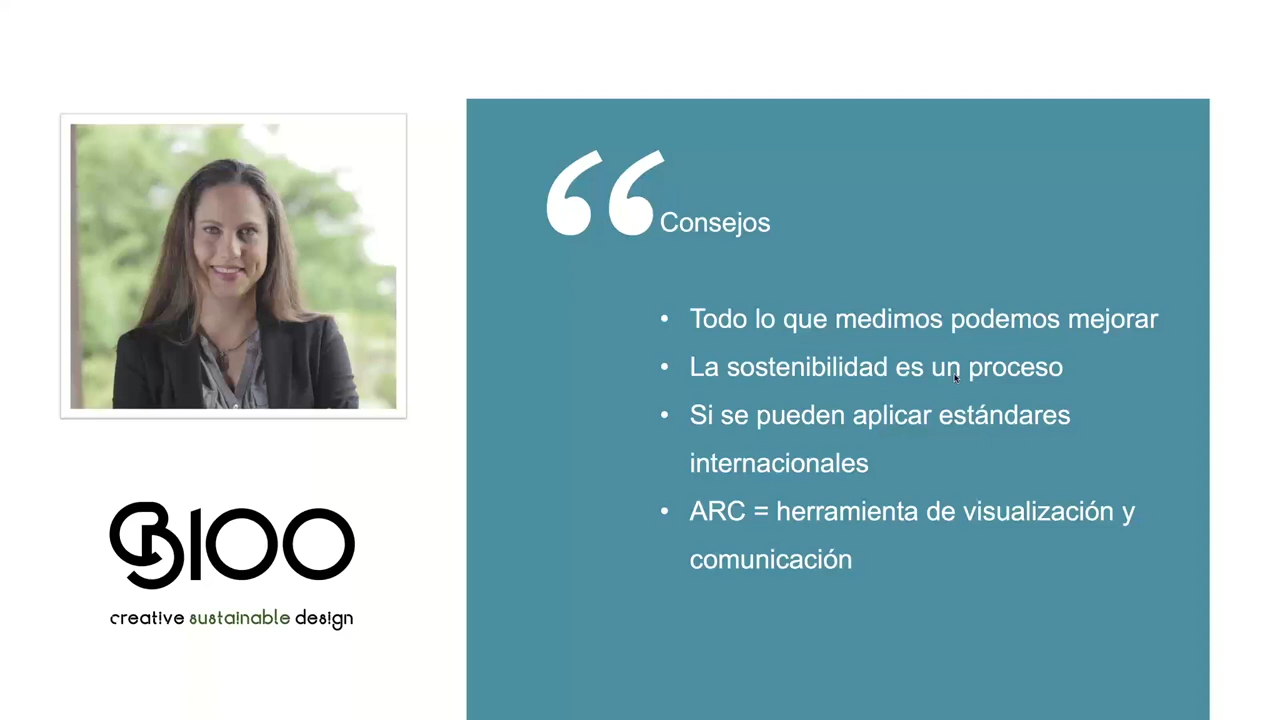 “Consejos
• Todo lo que medimos podemos mejorar
• La sostenibilidad es un proceso
• Si se pueden aplicar estándares
internacionales
• ARC = herramienta de visualización y
comunicación
BIOO
creative sustainable design